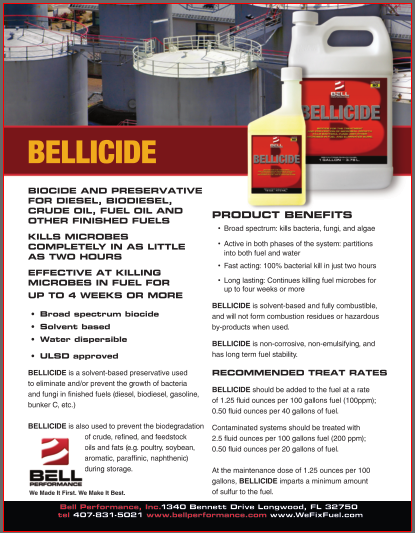 BELL
BELLICIDE
1 GALLON
BELL
BELLICIDE
BELLICIDE
BIOCIDE AND PRESERVATIVE
FOR DIESEL, BIODIESEL,
CRUDE OIL, FUEL OIL AND
OTHER FINISHED FUELS
KILLS MICROBES
COMPLETELY IN AS LITTLE
AS TWO HOURS
EFFECTIVE AT KILLING
MICROBES IN FUEL FOR
UP TO 4 WEEKS OR MORE
• Broad spectrum biocide
• Solvent based
• Water dispersible
• ULSD approved
BELLICIDE is a solvent-based preservative used
to eliminate and/or prevent the growth of bacteria
and fungi in finished fuels (diesel, biodiesel, gasoline,
bunker C, etc.)
BELLICIDE is also used to prevent the biodegradation
of crude, refined, and feedstock
oils and fats (e.g. poultry, soybean,
aromatic, paraffinic, naphthenic)
during storage.
BELL
PERFORMANCE
We Made It First. We Make It Best.
PRODUCT BENEFITS
• Broad spectrum: kills bacteria, fungi, and algae
• Active in both phases of the system: partitions
into both fuel and water
• Fast acting: 100% bacterial kill in just two hours
• Long lasting: Continues killing fuel microbes for
up to four weeks or more
BELLICIDE is solvent-based and fully combustible,
and will not form combustion residues or hazardous
by-products when used.
BELLICIDE is non-corrosive, non-emulsifying, and
has long term fuel stability.
RECOMMENDED TREAT RATES
BELLICIDE should be added to the fuel at a rate
of 1.25 fluid ounces per 100 gallons fuel (100ppm);
0.50 fluid ounces per 40 gallons of fuel.
Contaminated systems should be treated with
2.5 fluid ounces per 100 gallons fuel (200 ppm);
0.50 fluid ounces per 20 gallons of fuel.
At the maintenance dose of 1.25 ounces per 100
gallons, BELLICIDE imparts a minimum amount
of sulfur to the fuel.
Bell Performance, Inc.1340 Bennett Drive Longwood, FL 32750
tel 407-831-5021 www.bellperformance.com www.WeFixFuel.com